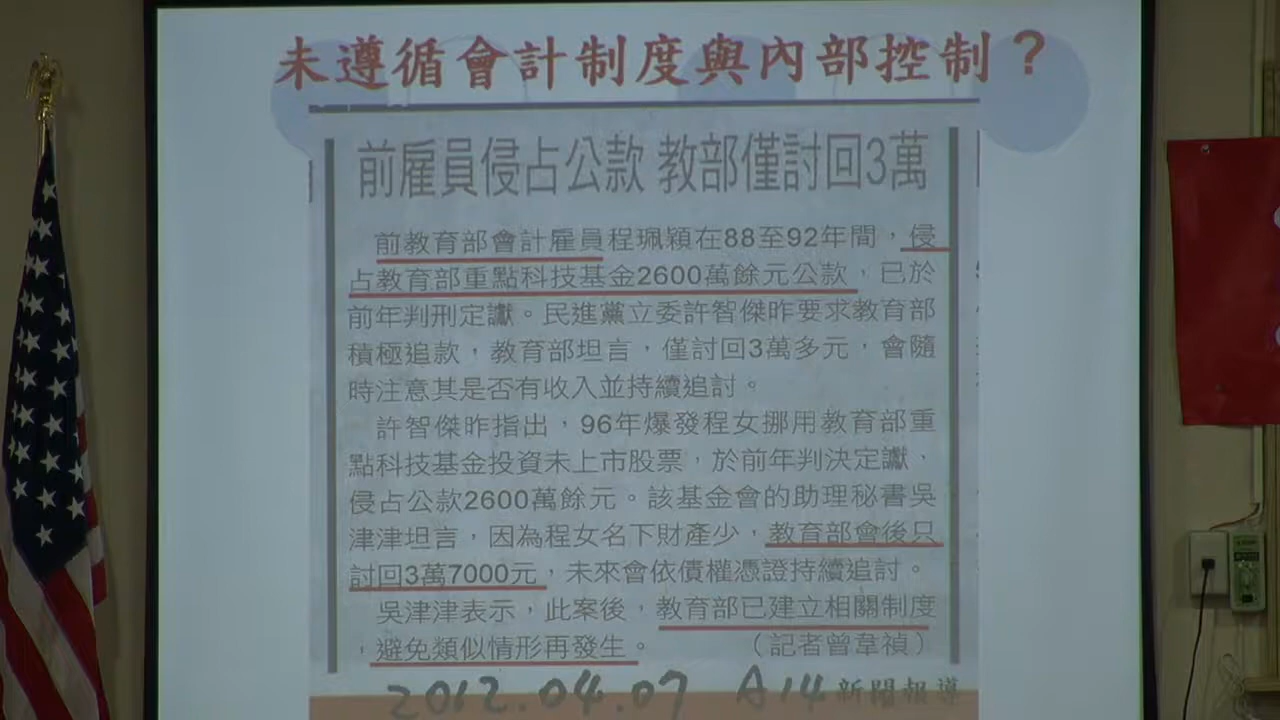 未遵循會計制度與內部控制？
前雇員侵占公款 教部僅討回3萬
前教育部會計雇員程珮穎在88至92年間，侵
占教育部重點科技基金2600萬餘元公款，已於
前年判刑定讞。民進黨立委許智傑昨要求教育部
積極追款，教育部坦言，僅討回3萬多元，會隨
時注意其是否有收入並持續追討。
許智傑昨指出，96年爆發程女挪用教育部重
點科技基金投資未上市股票，於前年判決定讞、
侵占公款2600萬餘元。該基金會的助理秘書吳
津津坦言，因為程女名下財產少，教育部會後只
討回3萬7000元，未來會依債權憑證持續追討。
吳津津表示，此案後，教育部已建立相關制度
，避免類似情形再發生。（記者曾韋禎）
2012.04.07 A14 新聞報導